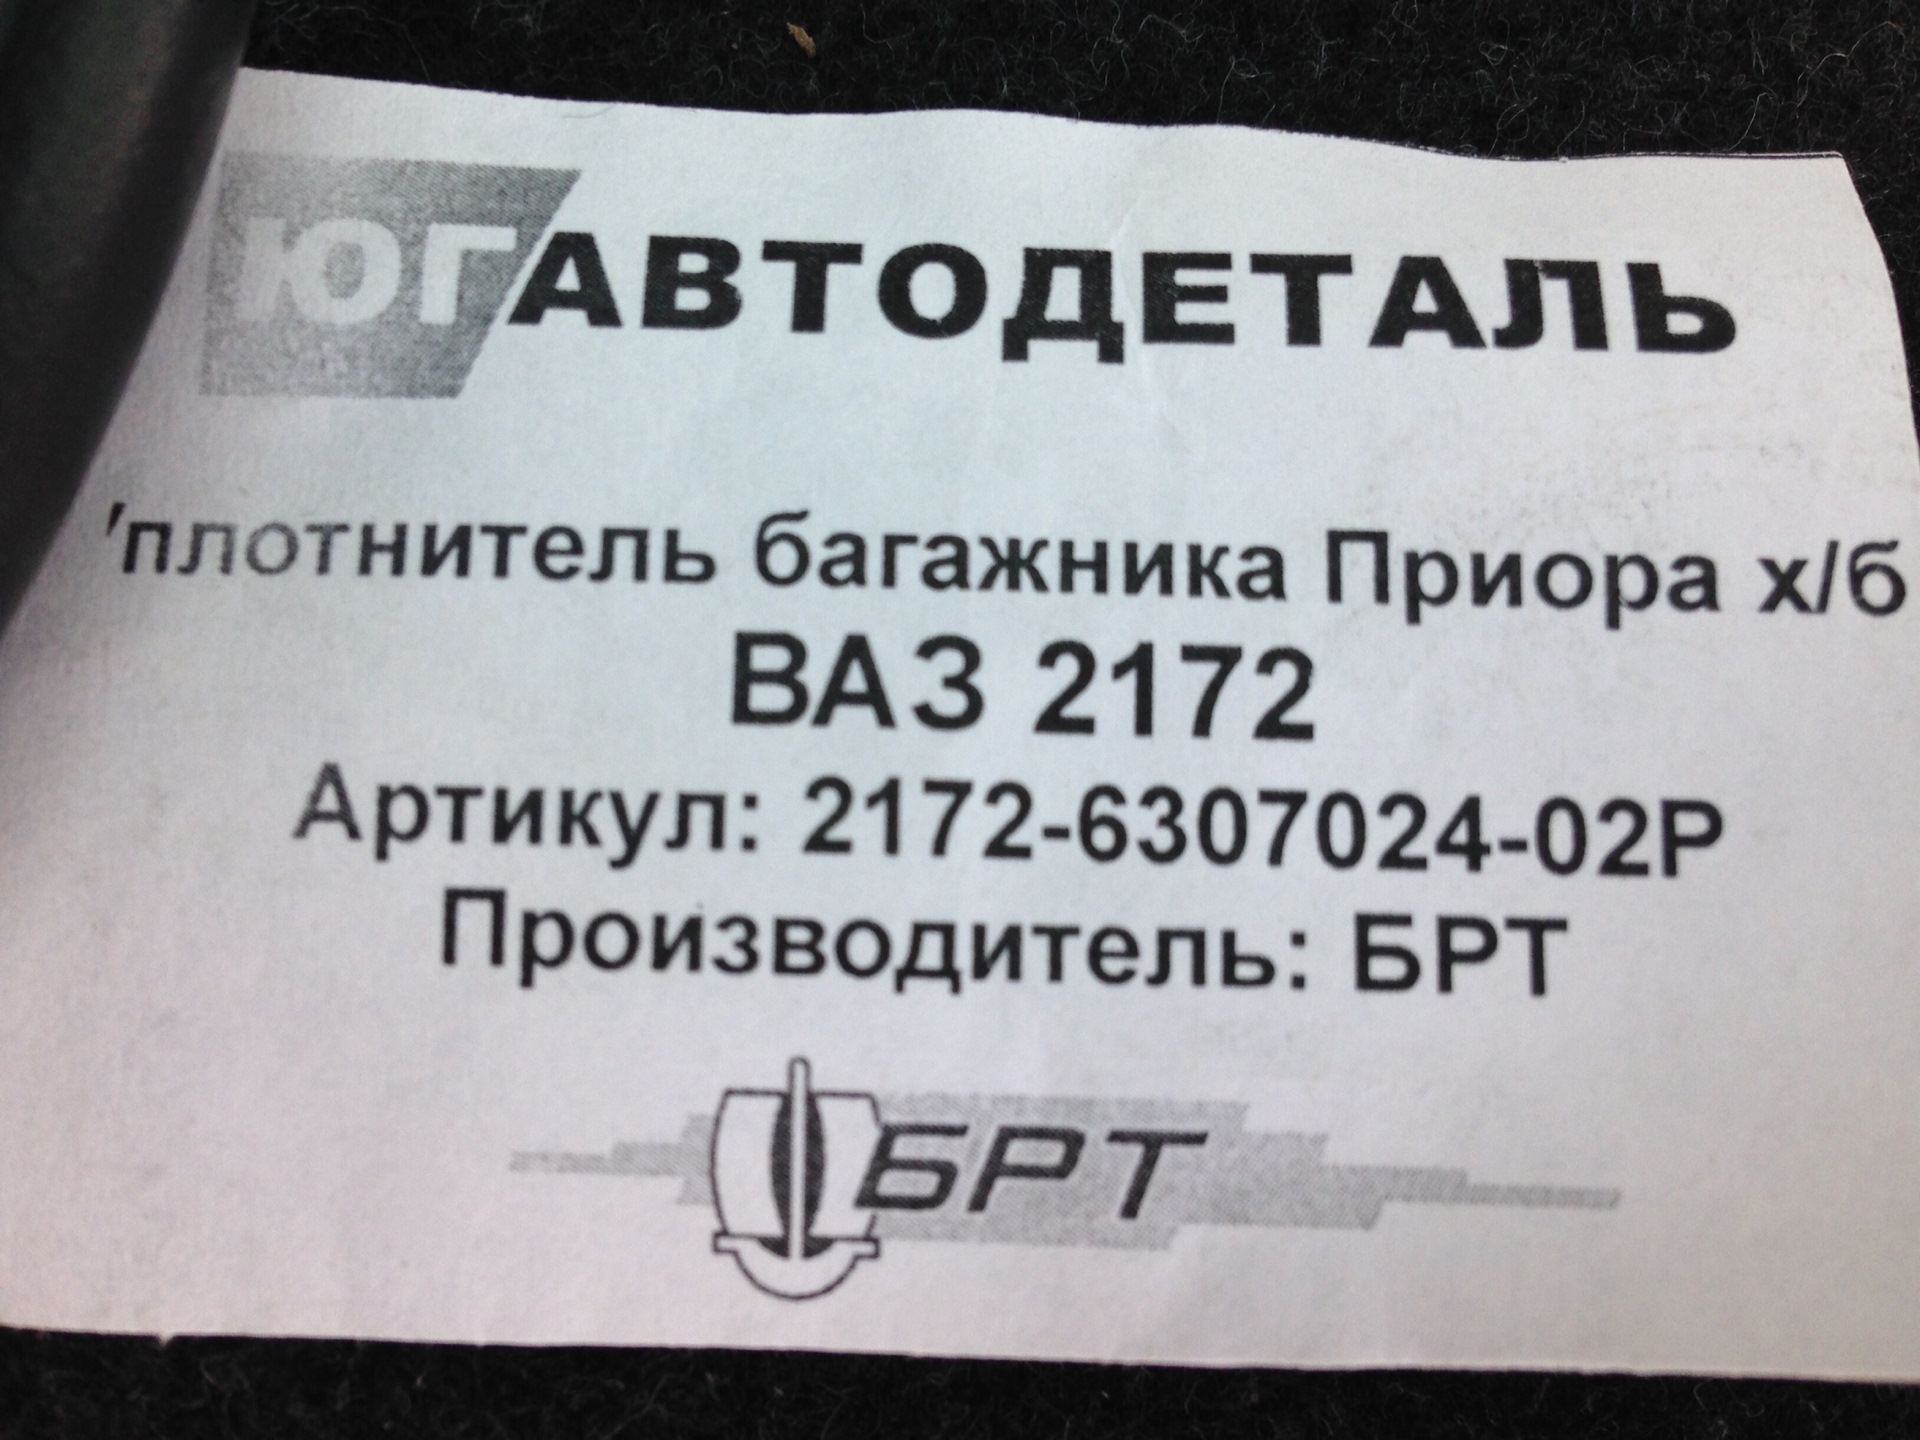 ЮГАВТОДЕТАЛЬ
'плотнитель багажника Приора х/б
ВАЗ 2172
Артикул: 2172-6307024-02Р
Производитель: БРТ
БРТ